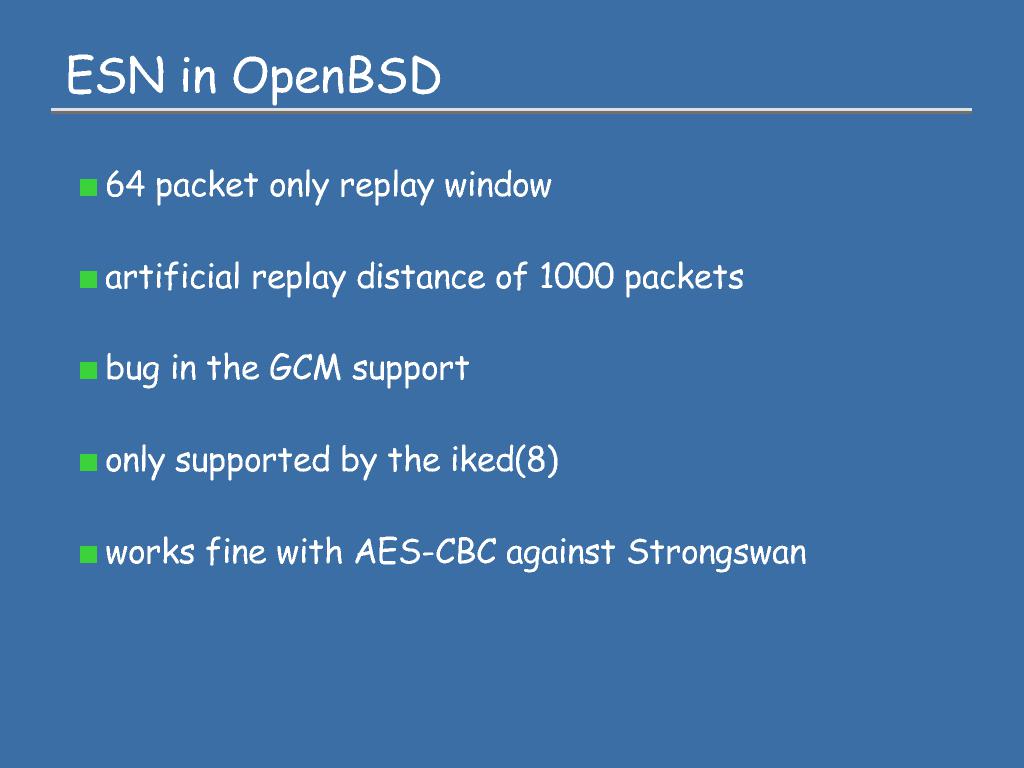 ESN in OpenBSD
64 packet only replay window
artificial replay distance of 1000 packets
bug in the GCM support
only supported by the iked(8)
works fine with AES-CBC against Strongswan